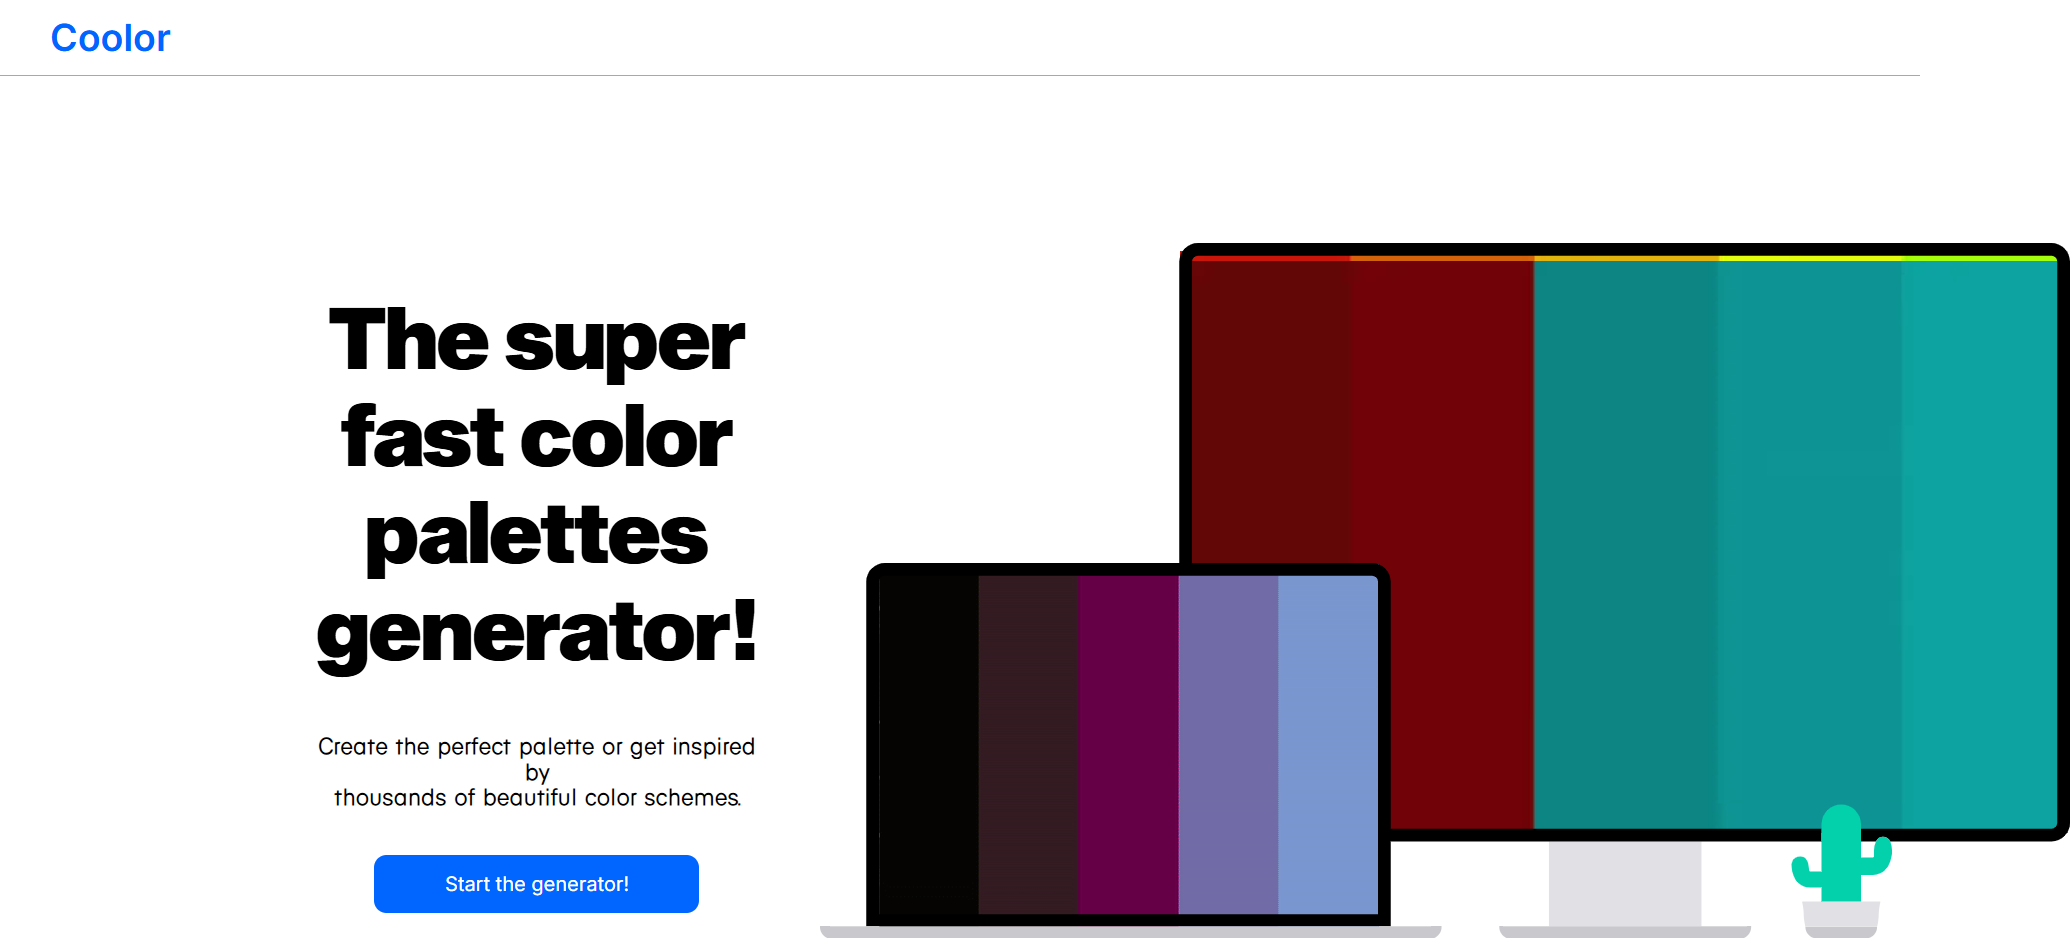 Coolor
The super
fast color
palettes
generator!
Create the perfect palette or get inspired
by
thousands of beautiful color schemes.
Start the generator!